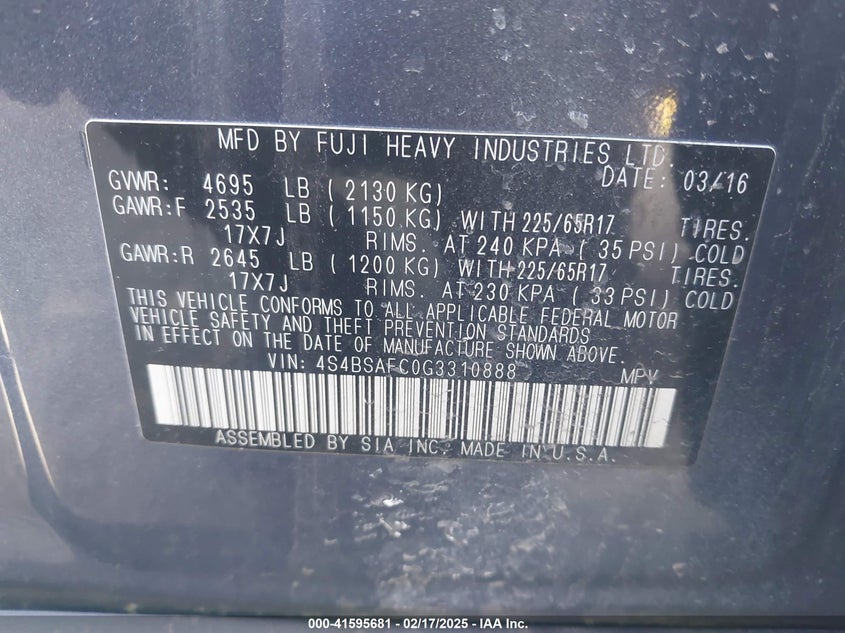 MFD BY FUJI HEAVY INDUSTRIES LTD.
DATE: 03/16
GVWR: 4695 LB ( 2130 KG)
GAWR:F 2535 LB ( 1150 KG) WITH 225/65R17 TIRES.
17X7J RIMS. AT 240 KPA ( 35 PSI) COLD
GAWR:R 2645 LB ( 1200 KG) WITH 225/65R17 TIRES.
17X7J RIMS. AT 230 KPA ( 33 PSI) COLD
THIS VEHICLE CONFORMS TO ALL APPLICABLE FEDERAL MOTOR
VEHICLE SAFETY AND THEFT PREVENTION STANDARDS
IN EFFECT ON THE DATE OF MANUFACTURE SHOWN ABOVE.
VIN: 4S4BSAFC0G3310888 MPV
ASSEMBLED BY SIA INC. MADE IN U.S.A.
000-41595681 - 02/17/2025 - IAA Inc.